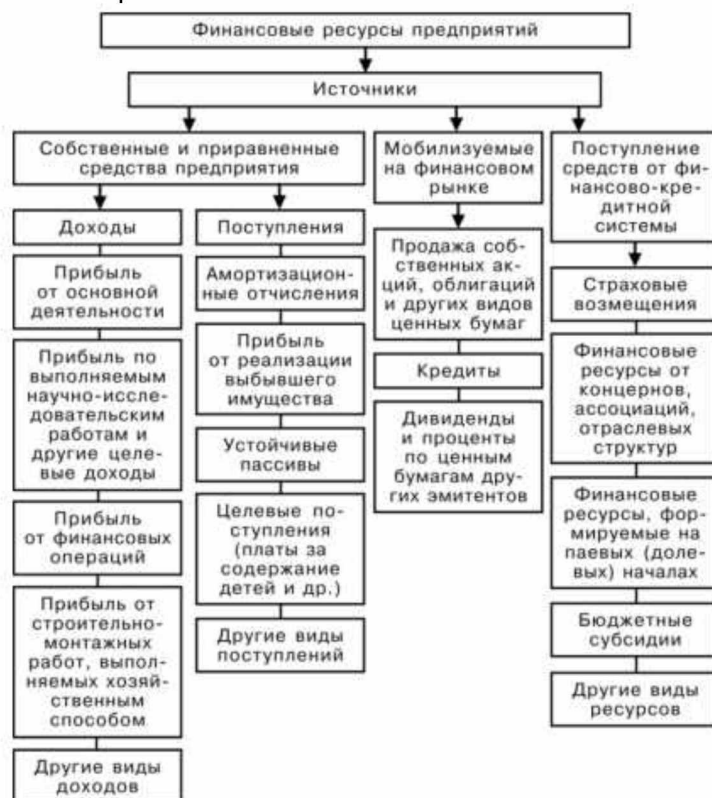 Финансовые ресурсы предприятий
Источники
Собственные и приравненные
средства предприятия
Доходы
Прибыль
от основной
деятельности
Прибыль по
выполняемым
научно-иссле-
довательским
работам и
другие целе-
вые доходы
Прибыль
от финансовых
операций
Прибыль от
строительно-
монтажных
работ, выпол-
няемых хозяй-
ственным
способом
Другие виды
доходов
Поступления
Амортизацион-
ные отчисления
Прибыль
от реализации
выбывшего
имущества
Устойчивые
пассивы
Целевые по-
ступления
(платы за
содержание
детей и др.)
Другие виды
поступлений
Мобилизуемые
на финансовом
рынке
Продажа соб-
ственных ак-
ций, облигаций
и других видов
ценных бумаг
Кредиты
Дивиденды
и проценты
по ценным
бумагам дру-
гих эмитентов
Поступление
средств от фи-
нансово-кре-
дитной
системы
Страховые
возмещения
Финансовые
ресурсы от
концернов,
ассоциаций,
отраслевых
структур
Финансовые
ресурсы, фор-
мируемые на
паевых (доле-
вых) началах
Бюджетные
субсидии
Другие виды
ресурсов